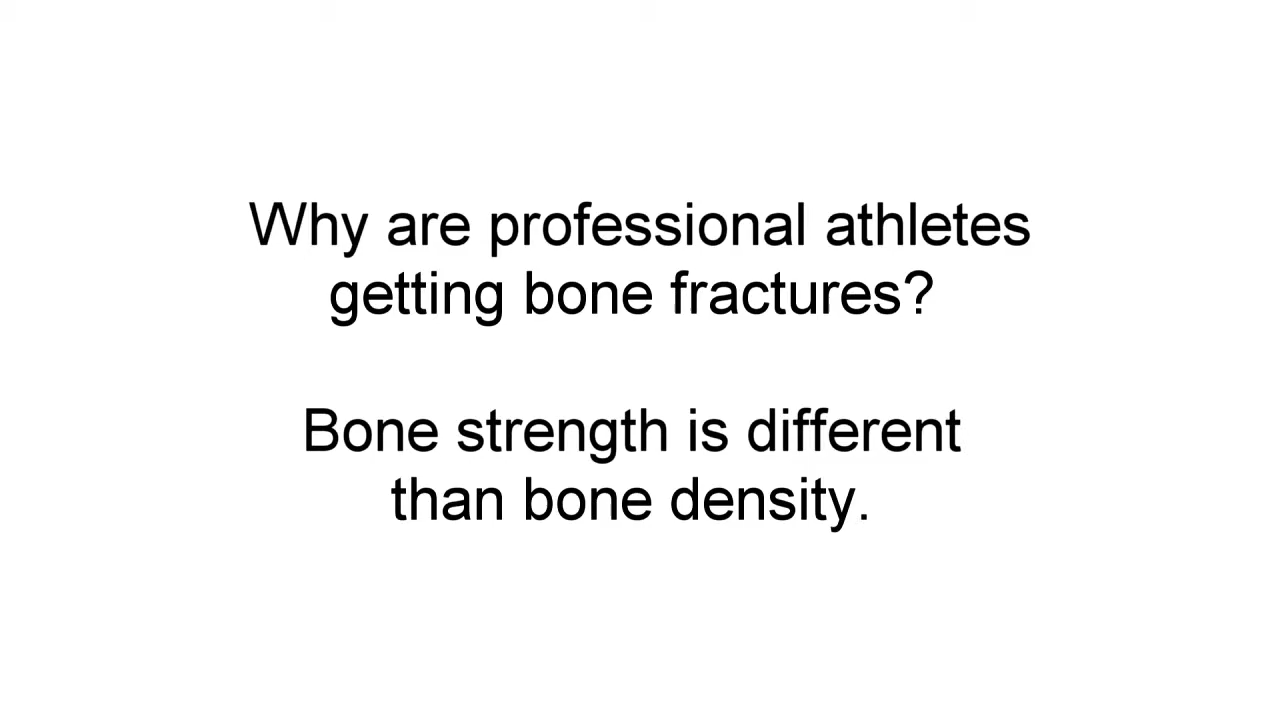 Why are professional athletes
getting bone fractures?
Bone strength is different
than bone density.